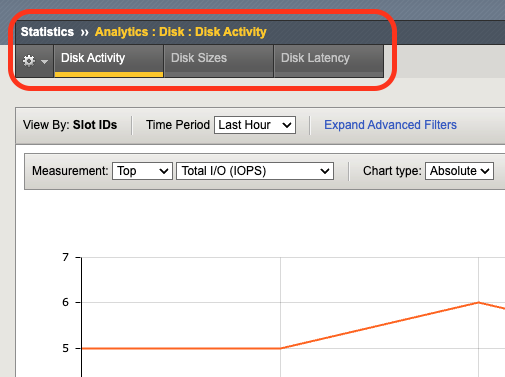 Statistics ›› Analytics : Disk : Disk Activity
Disk Activity Disk Sizes Disk Latency
View By: Slot IDs Time Period Last Hour Expand Advanced Filters
Measurement: Top Total I/O (IOPS) Chart type: Absolute
7
6
5